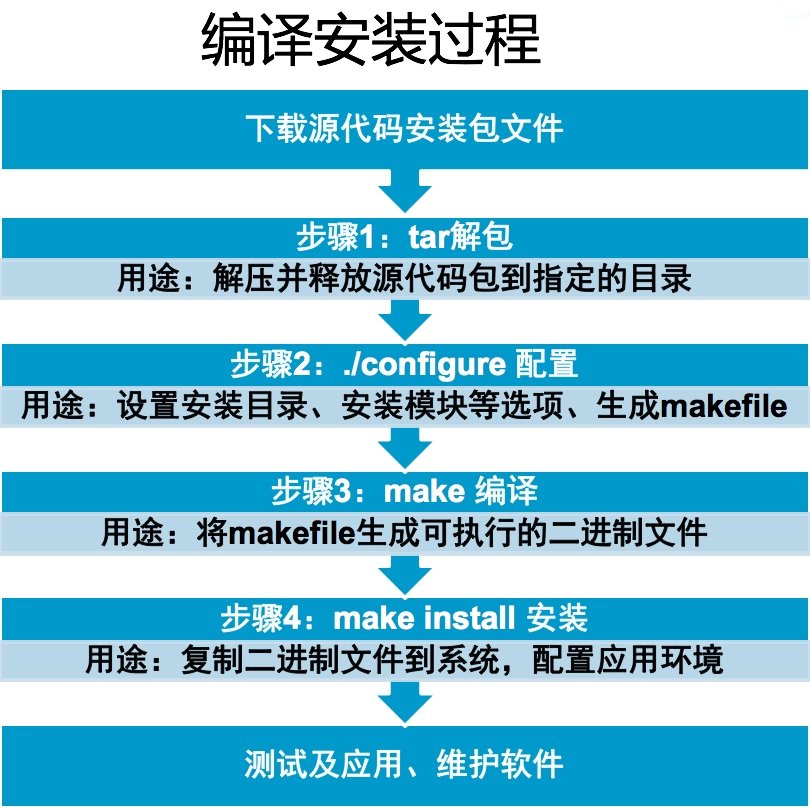 编译安装过程
下载源代码安装包文件
步骤1：tar解包
用途：解压并释放源代码包到指定的目录
步骤2：./configure 配置
用途：设置安装目录、安装模块等选项、生成makefile
步骤3：make 编译
用途：将makefile生成可执行的二进制文件
步骤4：make install 安装
用途：复制二进制文件到系统，配置应用环境
测试及应用、维护软件